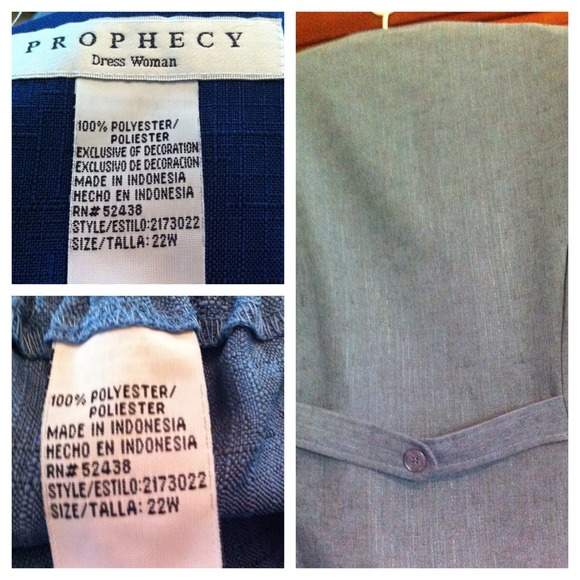 PROPHECY
Dress Woman
100% POLYESTER/
POLIESTER
EXCLUSIVE OF DECORATION
EXCLUSIVO DE DECORACION
MADE IN INDONESIA
HECHO EN INDONESIA
RN# 52438
STYLE/ESTILO:2173022
SIZE/TALLA: 22W
100% POLYESTER/
POLIESTER
MADE IN INDONESIA
HECHO EN INDONESIA
RN# 52438
STYLE/ESTILO:2173022
SIZE/TALLA: 22W